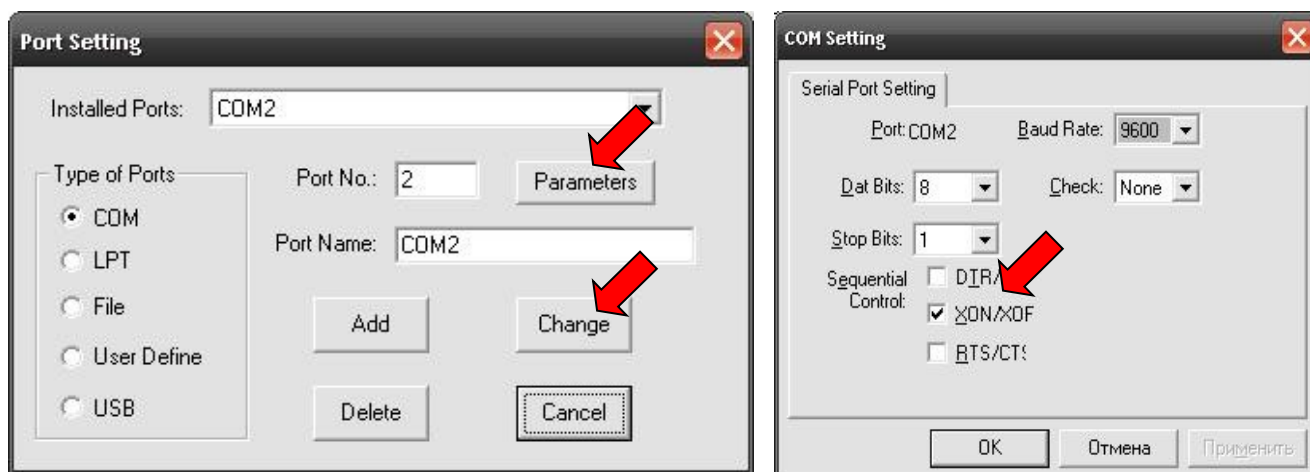 Port Setting
Installed Ports: COM2
Type of Ports
COM
LPT
File
User Define
USB
Port No.: 2
Parameters
Port Name: COM2
Add
Change
Delete
Cancel
COM Setting
Serial Port Setting
Port: COM2
Baud Rate: 9600
Dat Bits: 8
Check: None
Stop Bits: 1
Sequential
Control:
DTR/
XON/XOF
RTS/CTS
OK
Отмена
Применить